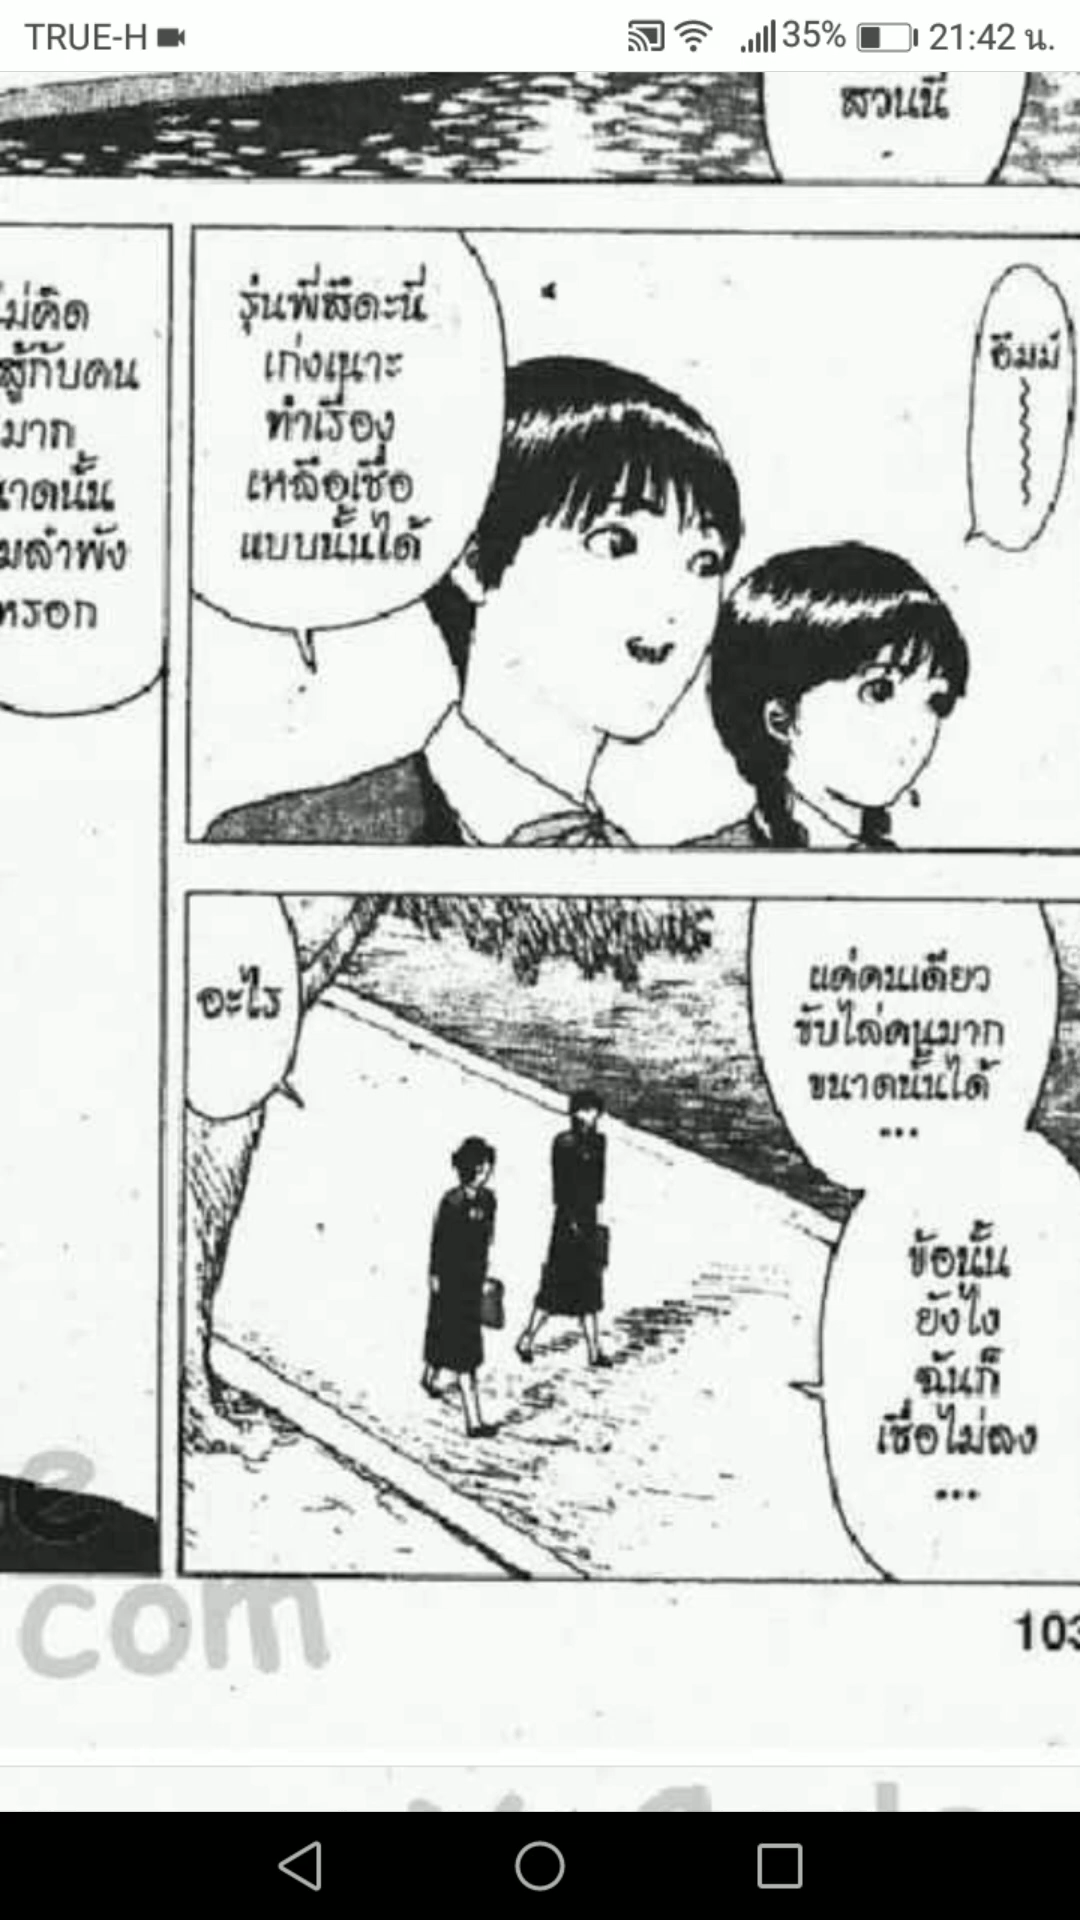 TRUE-H 35% 21:42 น.
สวนนี้
อืมม์
รุ่นพี่ฮิดะนี่
เก่งเนาะ
ทำเรื่อง
เหลือเชื่อ
แบบนั้นได้
ม่คิด
สู้กับคน
มาก
าดนั้น
มลำพัง
หรอก
แค่คนเดียว
ขับไล่คนมาก
ขนาดนั้นได้
...
ข้อนั้น
ยังไง
ฉันก็
เชื่อไม่ลง
...
อะไร
103
com